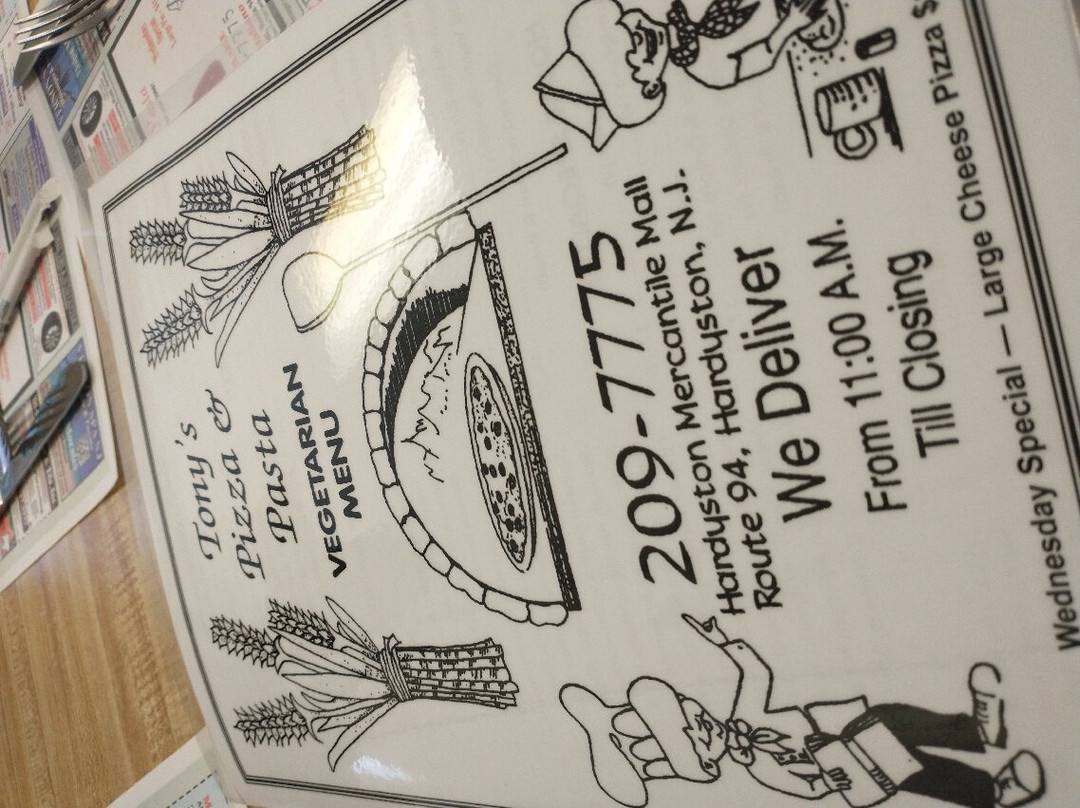 Tony's
Pizza &
Pasta
VEGETARIAN
MENU
209-7775
Hardyston Mercantile Mall
Route 94, Hardyston, N.J.
We Deliver
From 11:00 A.M.
Till Closing
Wednesday Special — Large Cheese Pizza $